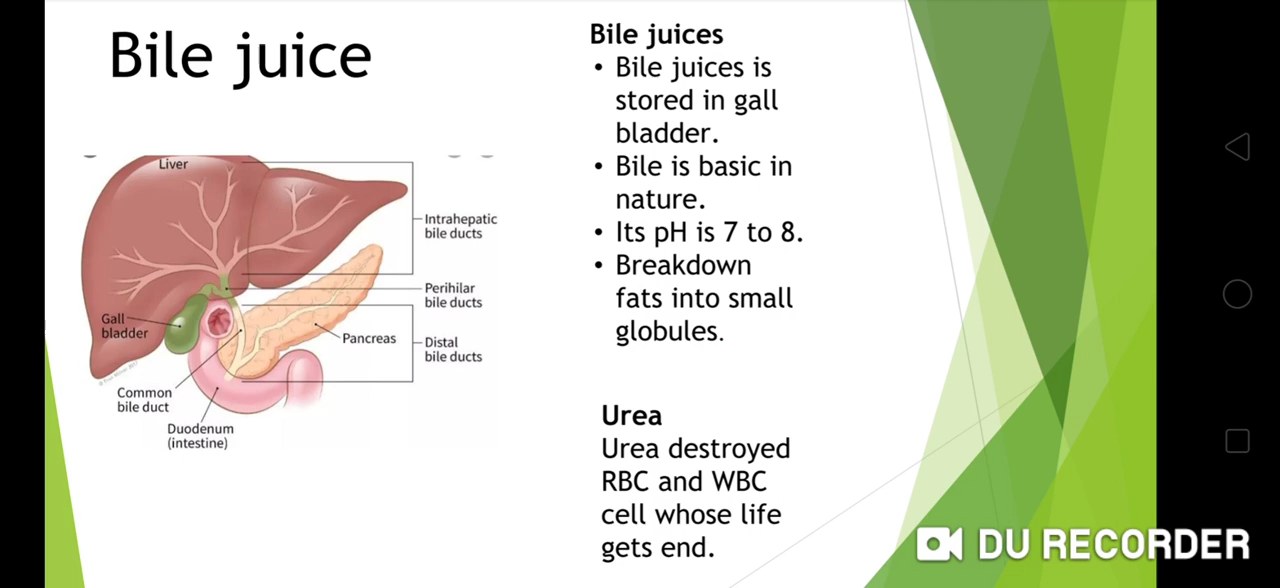 Bile juice
Liver
Intrahepatic
bile ducts
Perihilar
bile ducts
Gall
bladder
Pancreas
Distal
bile ducts
Common
bile duct
Duodenum
(intestine)
Bile juices
• Bile juices is
stored in gall
bladder.
• Bile is basic in
nature.
• Its pH is 7 to 8.
• Breakdown
fats into small
globules.
Urea
Urea destroyed
RBC and WBC
cell whose life
gets end.
DU RECORDER